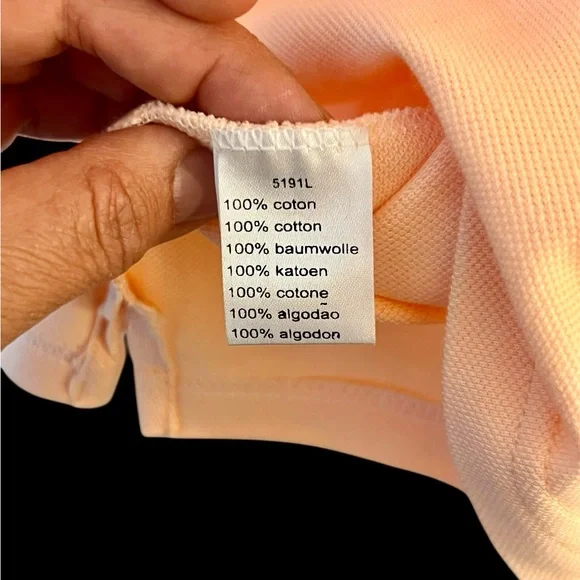 5191L
100% coton
100% cotton
100% baumwolle
100% katoen
100% cotone
100% algodão
100% algodon